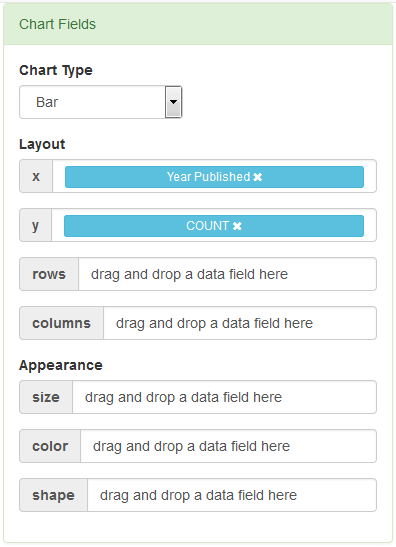 Chart Fields
Chart Type
Bar
Layout
x Year Published ✖
y COUNT ✖
rows drag and drop a data field here
columns drag and drop a data field here
Appearance
size drag and drop a data field here
color drag and drop a data field here
shape drag and drop a data field here